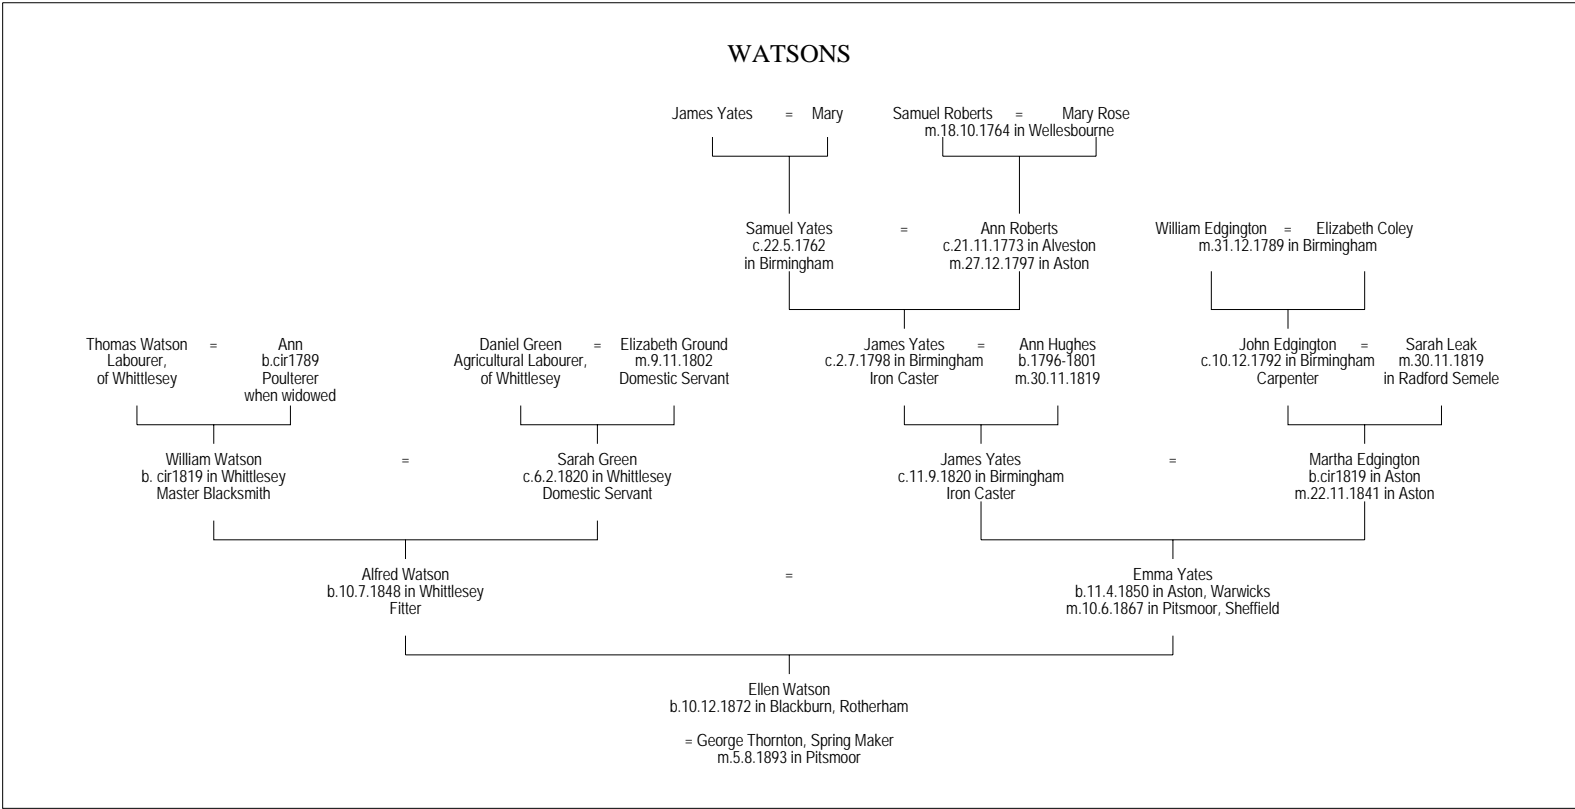 WATSONS
James Yates = Mary
Samuel Roberts = Mary Rose
m.18.10.1764 in Wellesbourne
Samuel Yates
c.22.5.1762
in Birmingham
=
Ann Roberts
c.21.11.1773 in Alveston
m.27.12.1797 in Aston
William Edgington = Elizabeth Coley
m.31.12.1789 in Birmingham
Thomas Watson
Labourer,
of Whittlesey
=
Ann
b.cir1789
Poulterer
when widowed
Daniel Green
Agricultural Labourer,
of Whittlesey
=
Elizabeth Ground
m.9.11.1802
Domestic Servant
James Yates
c.2.7.1798 in Birmingham
Iron Caster
=
Ann Hughes
b.1796-1801
m.30.11.1819
John Edgington
c.10.12.1792 in Birmingham
Carpenter
=
Sarah Leak
m.30.11.1819
in Radford Semele
William Watson
b. cir1819 in Whittlesey
Master Blacksmith
=
Sarah Green
c.6.2.1820 in Whittlesey
Domestic Servant
James Yates
c.11.9.1820 in Birmingham
Iron Caster
=
Martha Edgington
b.cir1819 in Aston
m.22.11.1841 in Aston
Alfred Watson
b.10.7.1848 in Whittlesey
Fitter
=
Emma Yates
b.11.4.1850 in Aston, Warwicks
m.10.6.1867 in Pitsmoor, Sheffield
Ellen Watson
b.10.12.1872 in Blackburn, Rotherham
= George Thornton, Spring Maker
m.5.8.1893 in Pitsmoor